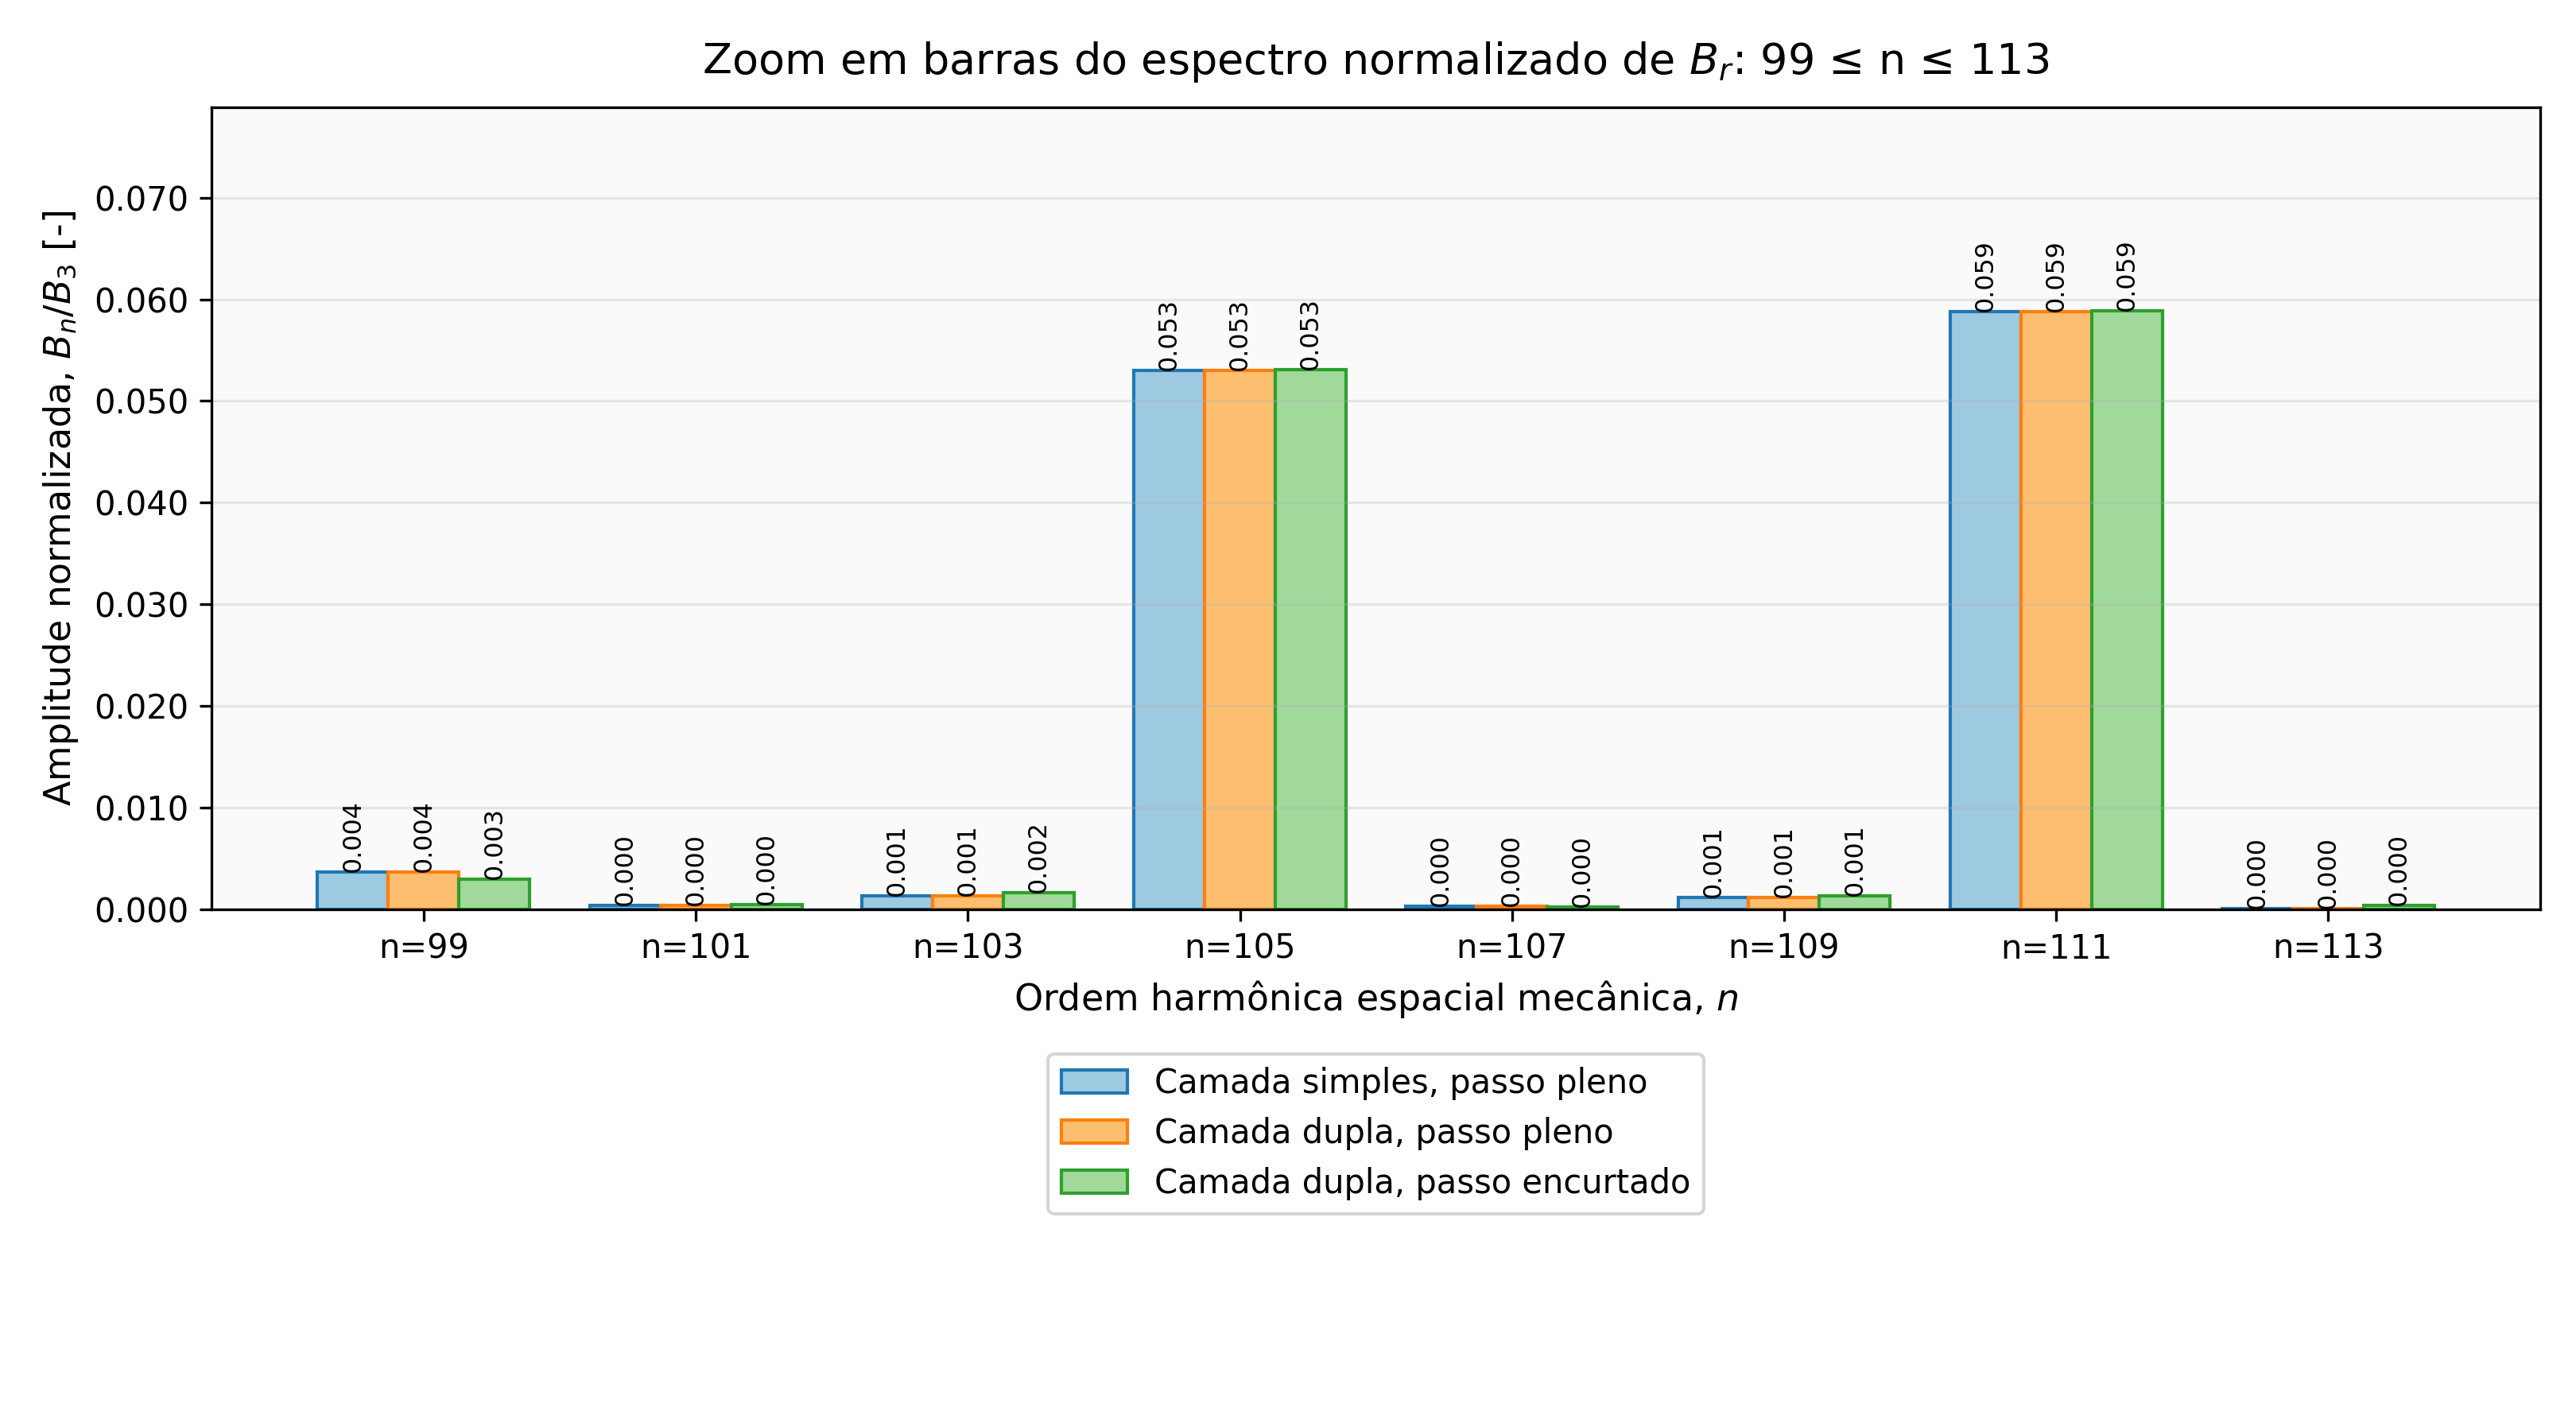 Zoom em barras do espectro normalizado de Br: 99 ≤ n ≤ 113
Amplitude normalizada, Bn/B3 [-]
0.070
0.060
0.050
0.040
0.030
0.020
0.010
0.000
0.004 0.004 0.003
0.000 0.000 0.000
0.001 0.001 0.002
0.053 0.053 0.053
0.000 0.000 0.000
0.001 0.001 0.001
0.059 0.059 0.059
0.000 0.000 0.000
n=99 n=101 n=103 n=105 n=107 n=109 n=111 n=113
Ordem harmônica espacial mecânica, n
Camada simples, passo pleno
Camada dupla, passo pleno
Camada dupla, passo encurtado